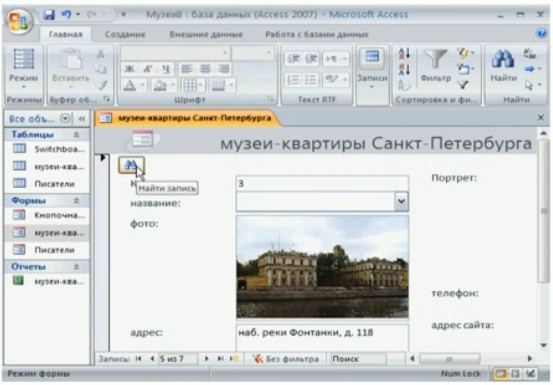 Музеи8 : база данных (Access 2007) - Microsoft Access
Главная Создание Внешние данные Работа с базами данных
Режим Вставить Ж К Ч Записи Фильтр Найти
Режимы Буфер об... Шрифт Текст RTF Сортировка и фи... Найти
Все объ... музеи-квартиры Санкт-Петербурга
Таблицы
Switchboa...
музеи-ква...
Писатели
Формы
Кнопочна...
музеи-ква...
Писатели
Отчеты
музеи-ква...
музеи-квартиры Санкт-Петербурга
Найти запись
3
Портрет:
название:
фото:
телефон:
адрес сайта:
адрес:
наб. реки Фонтанки, д. 118
Записи: 5 из 7 Без фильтра Поиск
Режим формы Num Lock